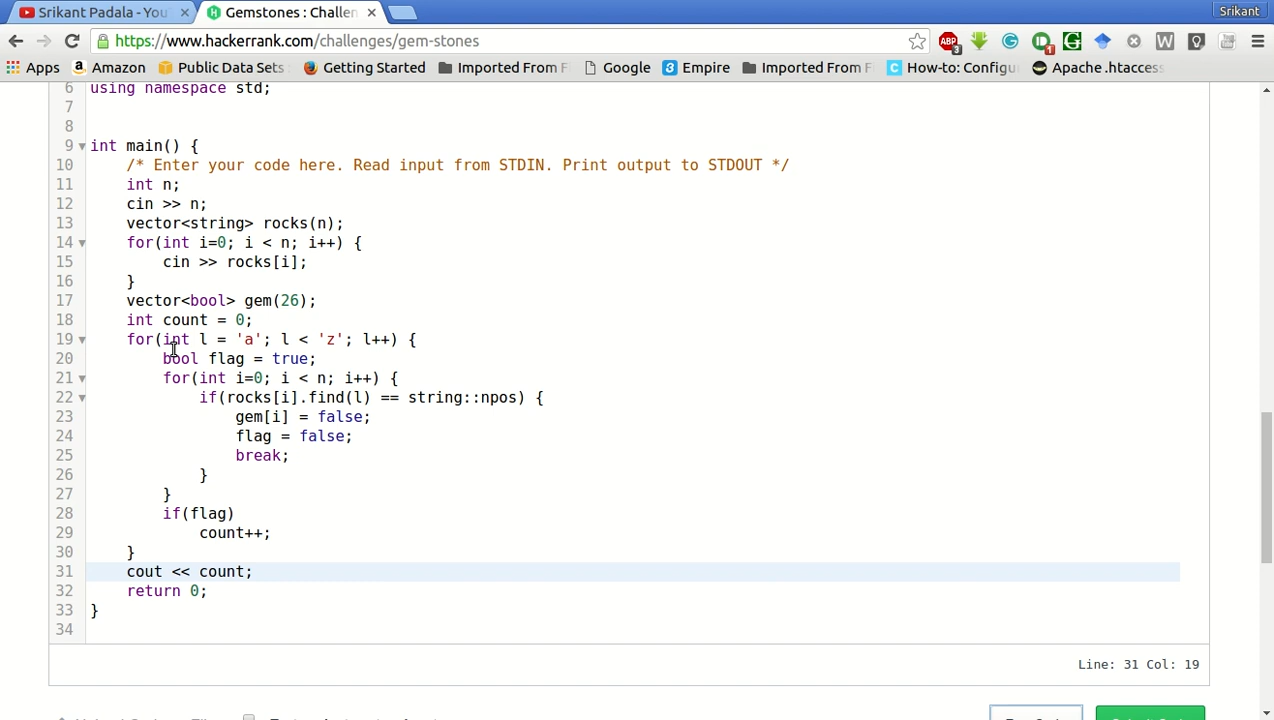 Srikant Padala - You
Gemstones : Challen
Srikant
https://www.hackerrank.com/challenges/gem-stones
ABP 3 1 G W
Apps Amazon Public Data Sets Getting Started Imported From F Google Empire Imported From F How-to: Configu Apache .htacces
6 using namespace std;
7
8
9 int main() {
10 /* Enter your code here. Read input from STDIN. Print output to STDOUT */
11 int n;
12 cin >> n;
13 vector<string> rocks(n);
14 for(int i=0; i < n; i++) {
15 cin >> rocks[i];
16 }
17 vector<bool> gem(26);
18 int count = 0;
19 for(int l = 'a'; l < 'z'; l++) {
20 bool flag = true;
21 for(int i=0; i < n; i++) {
22 if(rocks[i].find(l) == string::npos) {
23 gem[i] = false;
24 flag = false;
25 break;
26 }
27 }
28 if(flag)
29 count++;
30 }
31 cout << count;
32 return 0;
33 }
34
Line: 31 Col: 19